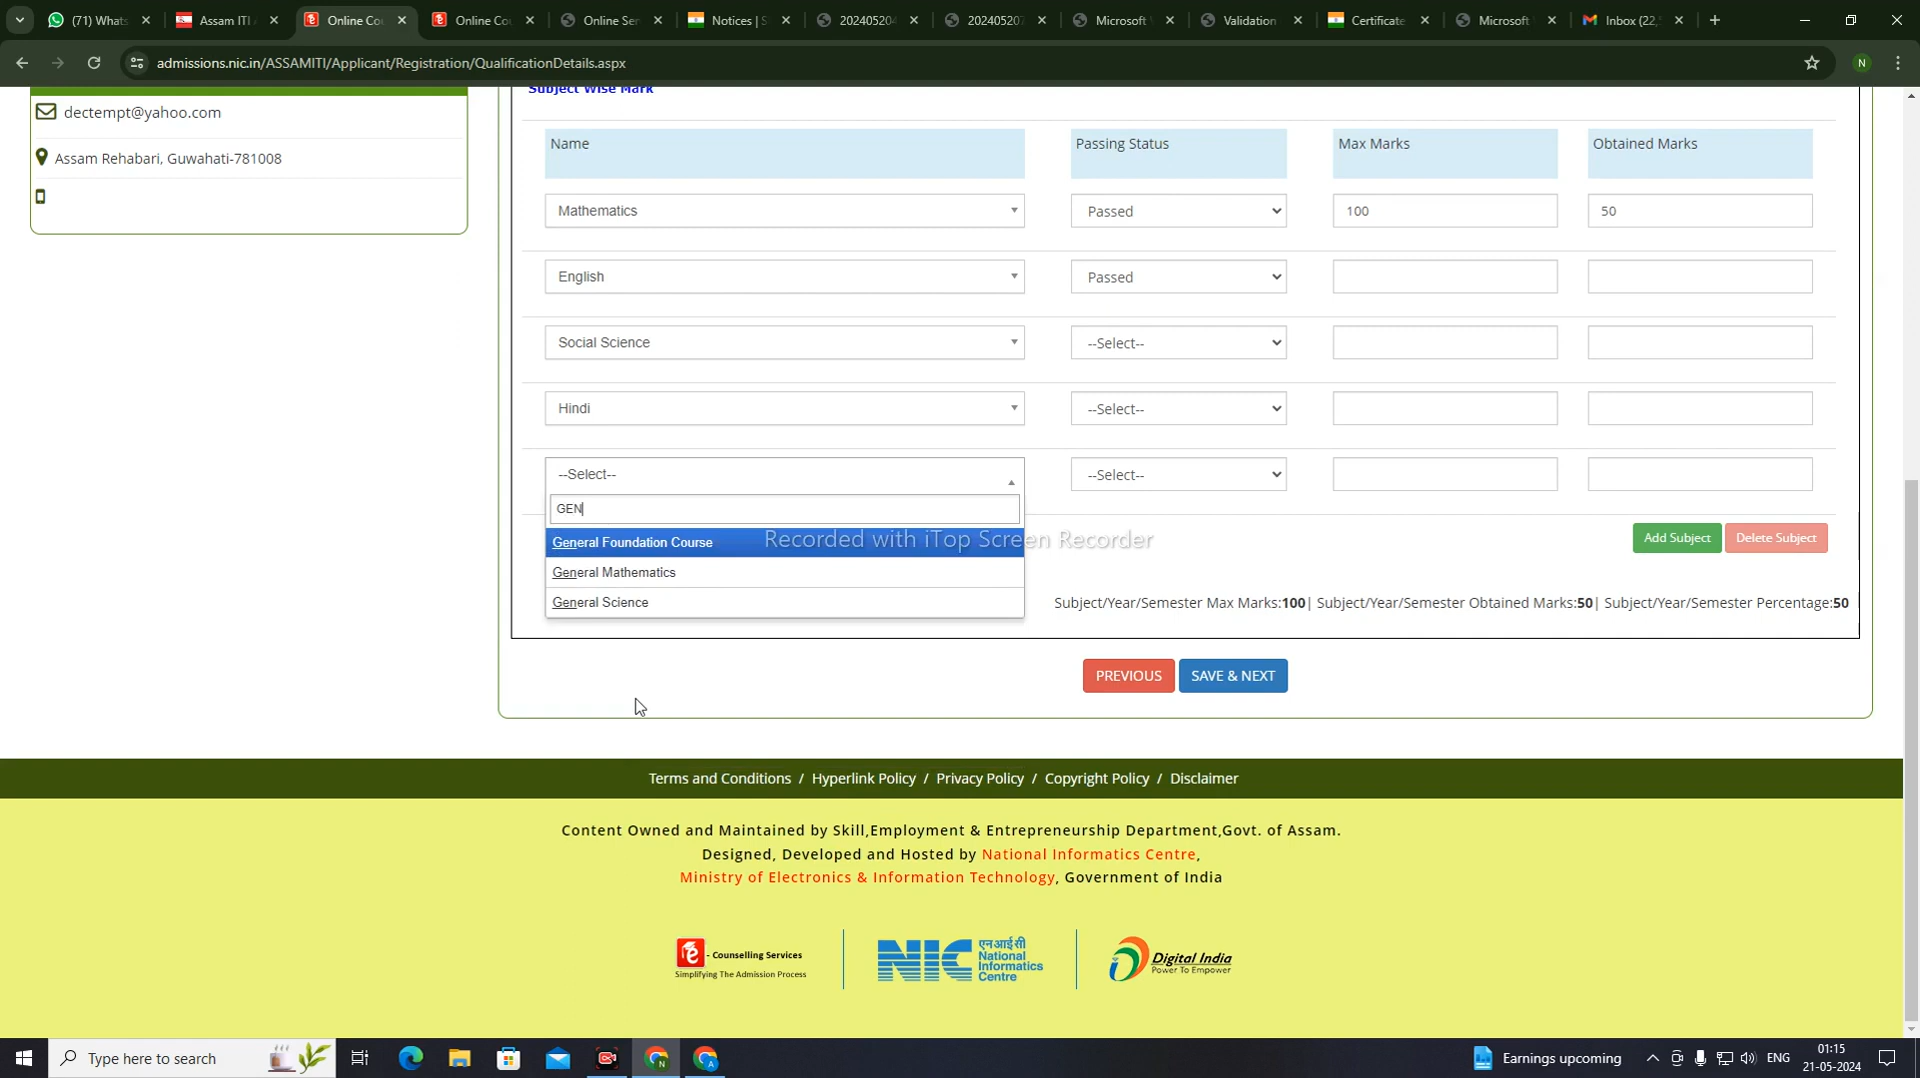 (71) Whats
Assam ITI
Online Cou
Online Cou
Online Ser
Notices | S
202405204
202405207
Microsoft
Validation
Certificate
Microsoft
Inbox (22,
admissions.nic.in/ASSAMITI/Applicant/Registration/QualificationDetails.aspx
N
dectempt@yahoo.com
Assam Rehabari, Guwahati-781008
Subject Wise Mark
Name Passing Status Max Marks Obtained Marks
Mathematics Passed 100 50
English Passed
Social Science --Select--
Hindi --Select--
--Select-- --Select--
GEN
General Foundation Course
General Mathematics
General Science
Recorded with iTop Screen Recorder
Add Subject Delete Subject
Subject/Year/Semester Max Marks:100| Subject/Year/Semester Obtained Marks:50| Subject/Year/Semester Percentage:50
PREVIOUS SAVE & NEXT
Terms and Conditions / Hyperlink Policy / Privacy Policy / Copyright Policy / Disclaimer
Content Owned and Maintained by Skill,Employment & Entrepreneurship Department,Govt. of Assam.
Designed, Developed and Hosted by National Informatics Centre,
Ministry of Electronics & Information Technology, Government of India
e - Counselling Services
Simplifying The Admission Process
NIC
एनआईसी
National
Informatics
Centre
Digital India
Power To Empower
Type here to search
Earnings upcoming
ENG
01:15
21-05-2024